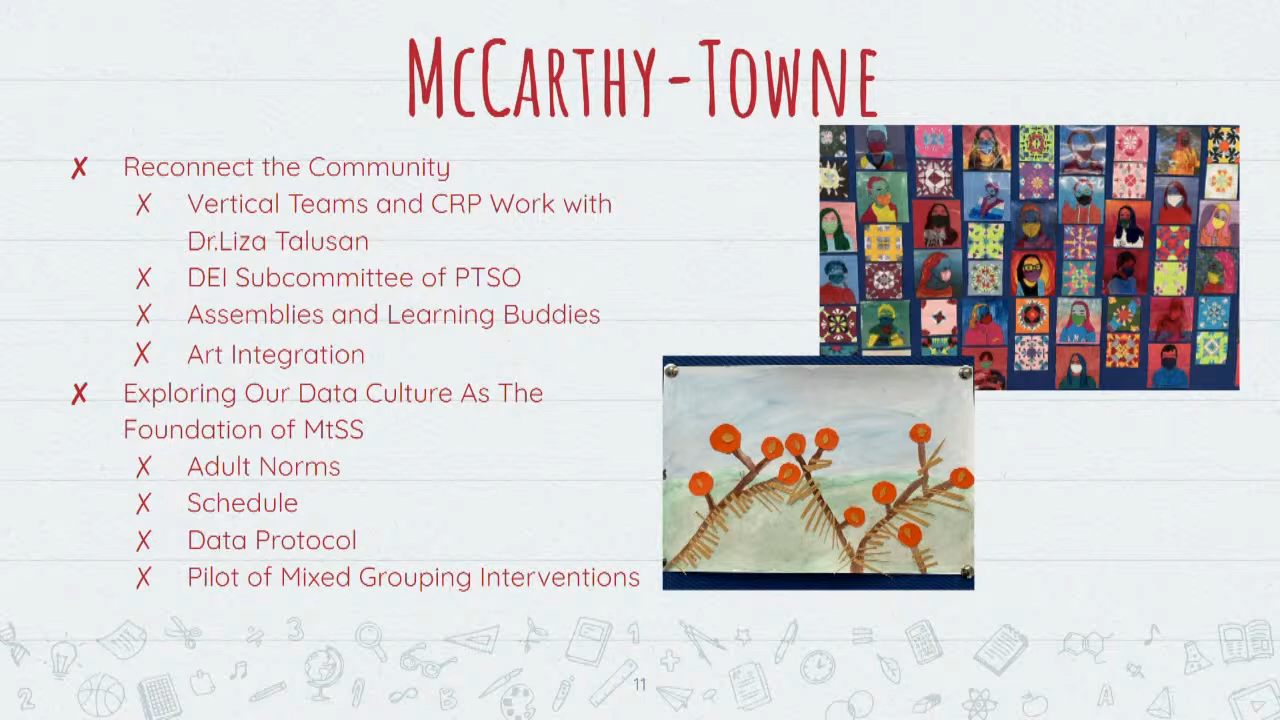 McCarthy-Towne
✗ Reconnect the Community
✗ Vertical Teams and CRP Work with
Dr.Liza Talusan
✗ DEI Subcommittee of PTSO
✗ Assemblies and Learning Buddies
✗ Art Integration
✗ Exploring Our Data Culture As The
Foundation of MtSS
✗ Adult Norms
✗ Schedule
✗ Data Protocol
✗ Pilot of Mixed Grouping Interventions
11